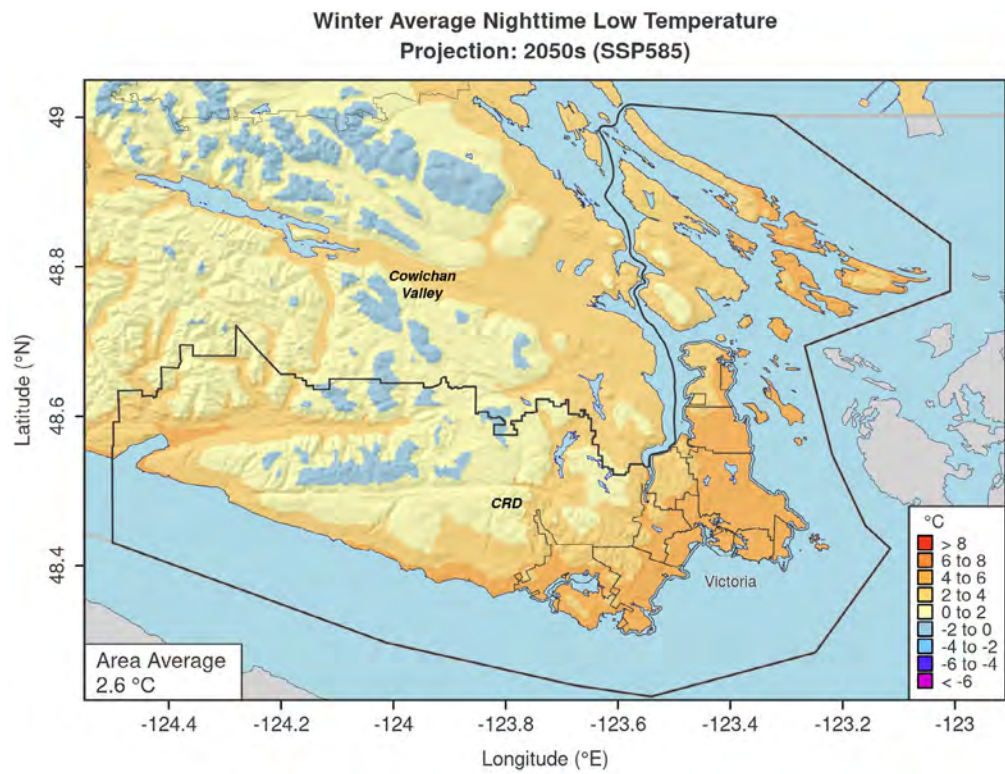 Winter Average Nighttime Low Temperature
Projection: 2050s (SSP585)
Latitude (°N)
49
48.8
48.6
48.4
Cowichan
Valley
CRD
Victoria
°C
> 8
6 to 8
4 to 6
2 to 4
0 to 2
-2 to 0
-4 to -2
-6 to -4
< -6
Area Average
2.6 °C
-124.4
-124.2
-124
-123.8
-123.6
-123.4
-123.2
-123
Longitude (°E)